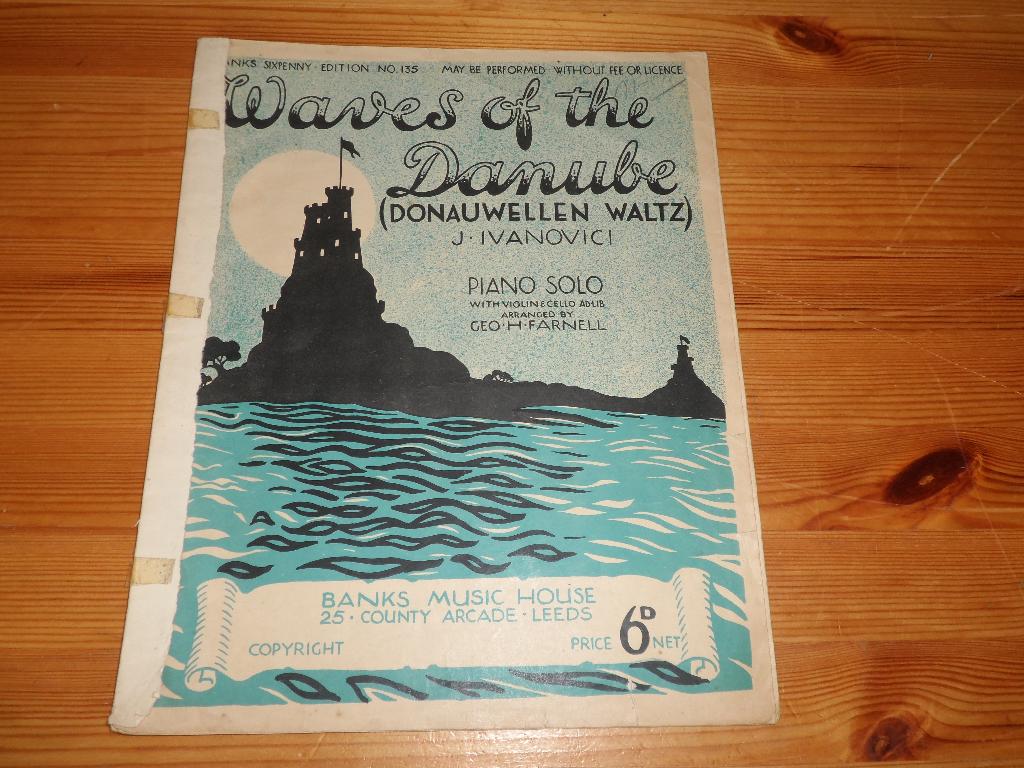 NKS SIXPENNY · EDITION NO. 135 MAY BE PERFORMED · WITHOUT FEE OR LICENCE
Waves of the
Danube
(DONAUWELLEN WALTZ)
J · IVANOVICI
PIANO SOLO
WITH VIOLIN & CELLO AD·LIB
ARRANGED BY
GEO · H · FARNELL
BANKS MUSIC HOUSE
25 · COUNTY ARCADE · LEEDS
COPYRIGHT PRICE 6D NET